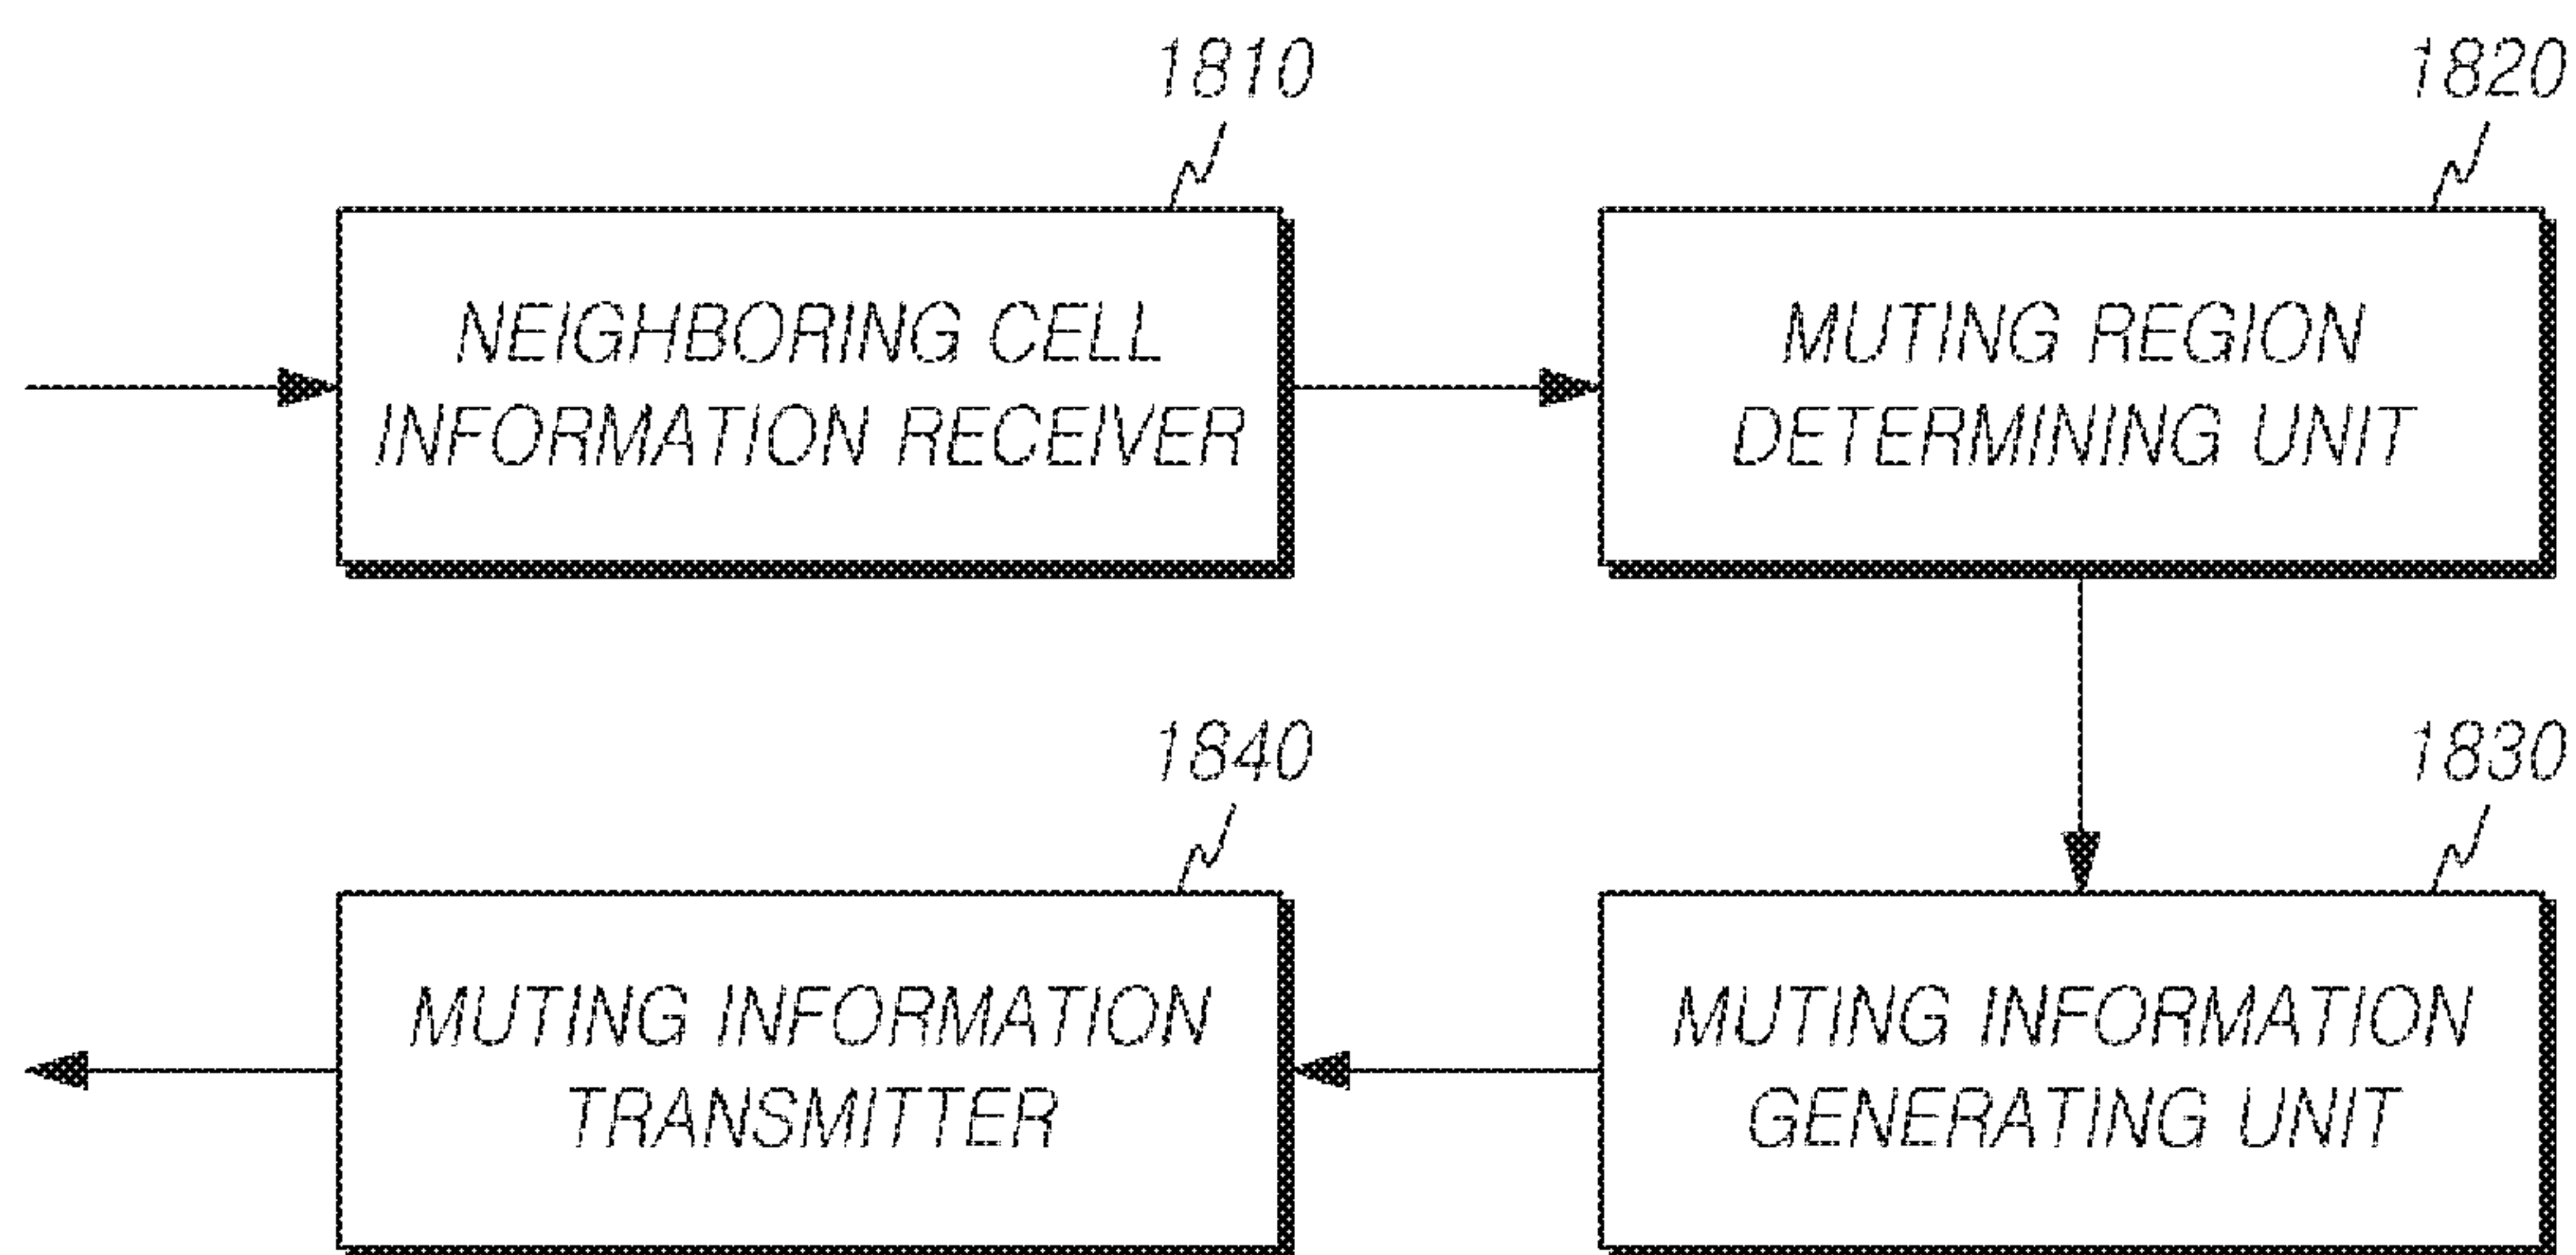 1810
1820
NEIGHBORING CELL
INFORMATION RECEIVER
MUTING REGION
DETERMINING UNIT
1840
1830
MUTING INFORMATION
TRANSMITTER
MUTING INFORMATION
GENERATING UNIT